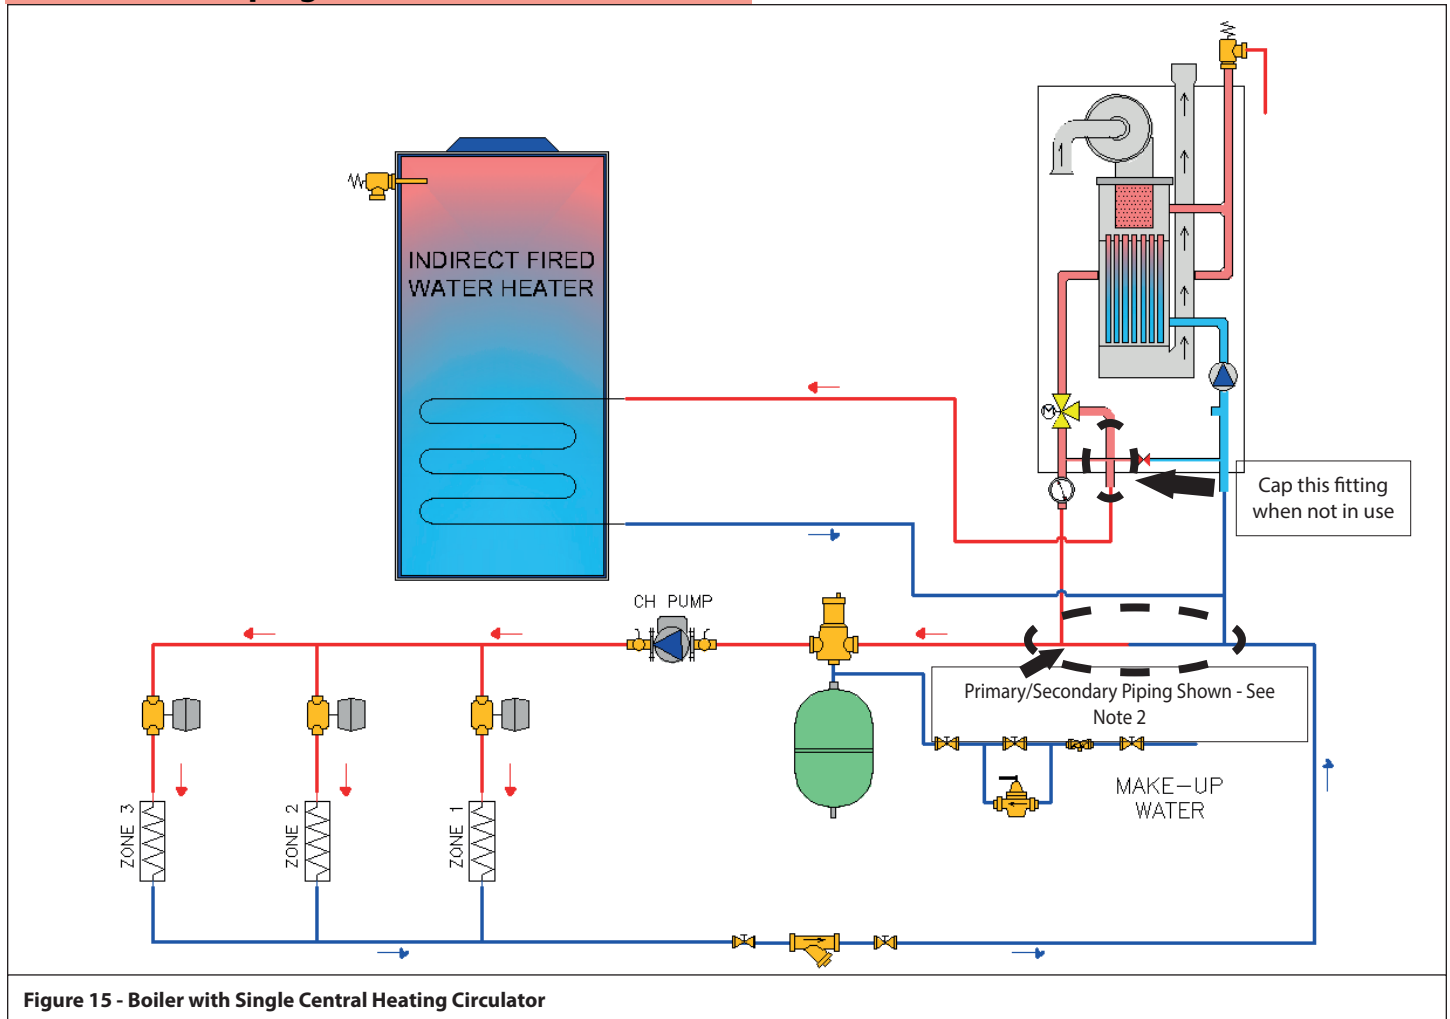 INDIRECT FIRED
WATER HEATER
M
Cap this fitting
when not in use
CH PUMP
Primary/Secondary Piping Shown - See
Note 2
MAKE-UP
WATER
ZONE 3
ZONE 2
ZONE 1
Figure 15 - Boiler with Single Central Heating Circulator